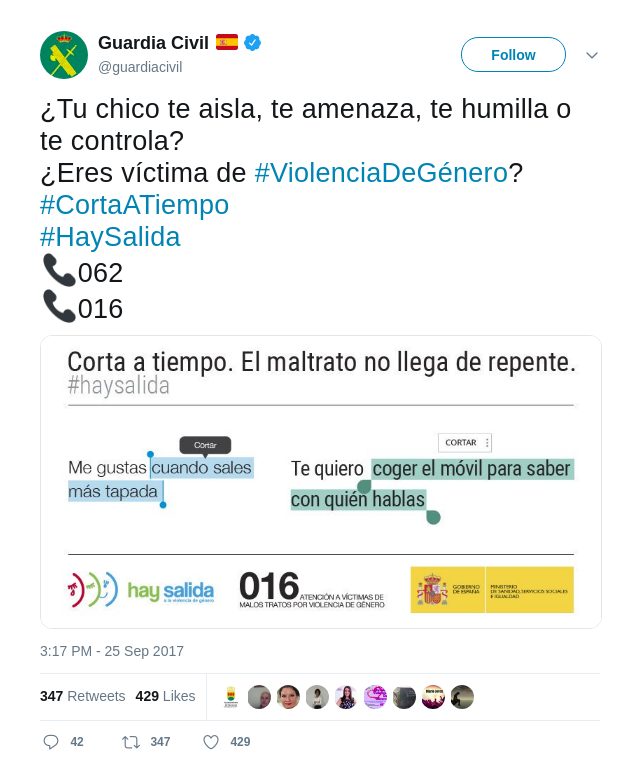 Guardia Civil
@guardiacivil
Follow
¿Tu chico te aisla, te amenaza, te humilla o
te controla?
¿Eres víctima de #ViolenciaDeGénero?
#CortaATiempo
#HaySalida
062
016
Corta a tiempo. El maltrato no llega de repente.
#haysalida
Cortar
Me gustas cuando sales
más tapada
CORTAR
Te quiero coger el móvil para saber
con quién hablas
hay salida
a la violencia de género
016 ATENCIÓN A VÍCTIMAS DE
MALOS TRATOS POR VIOLENCIA DE GÉNERO
GOBIERNO
DE ESPAÑA
MINISTERIO
DE SANIDAD, SERVICIOS SOCIALES
E IGUALDAD
3:17 PM - 25 Sep 2017
347 Retweets 429 Likes
42 347 429